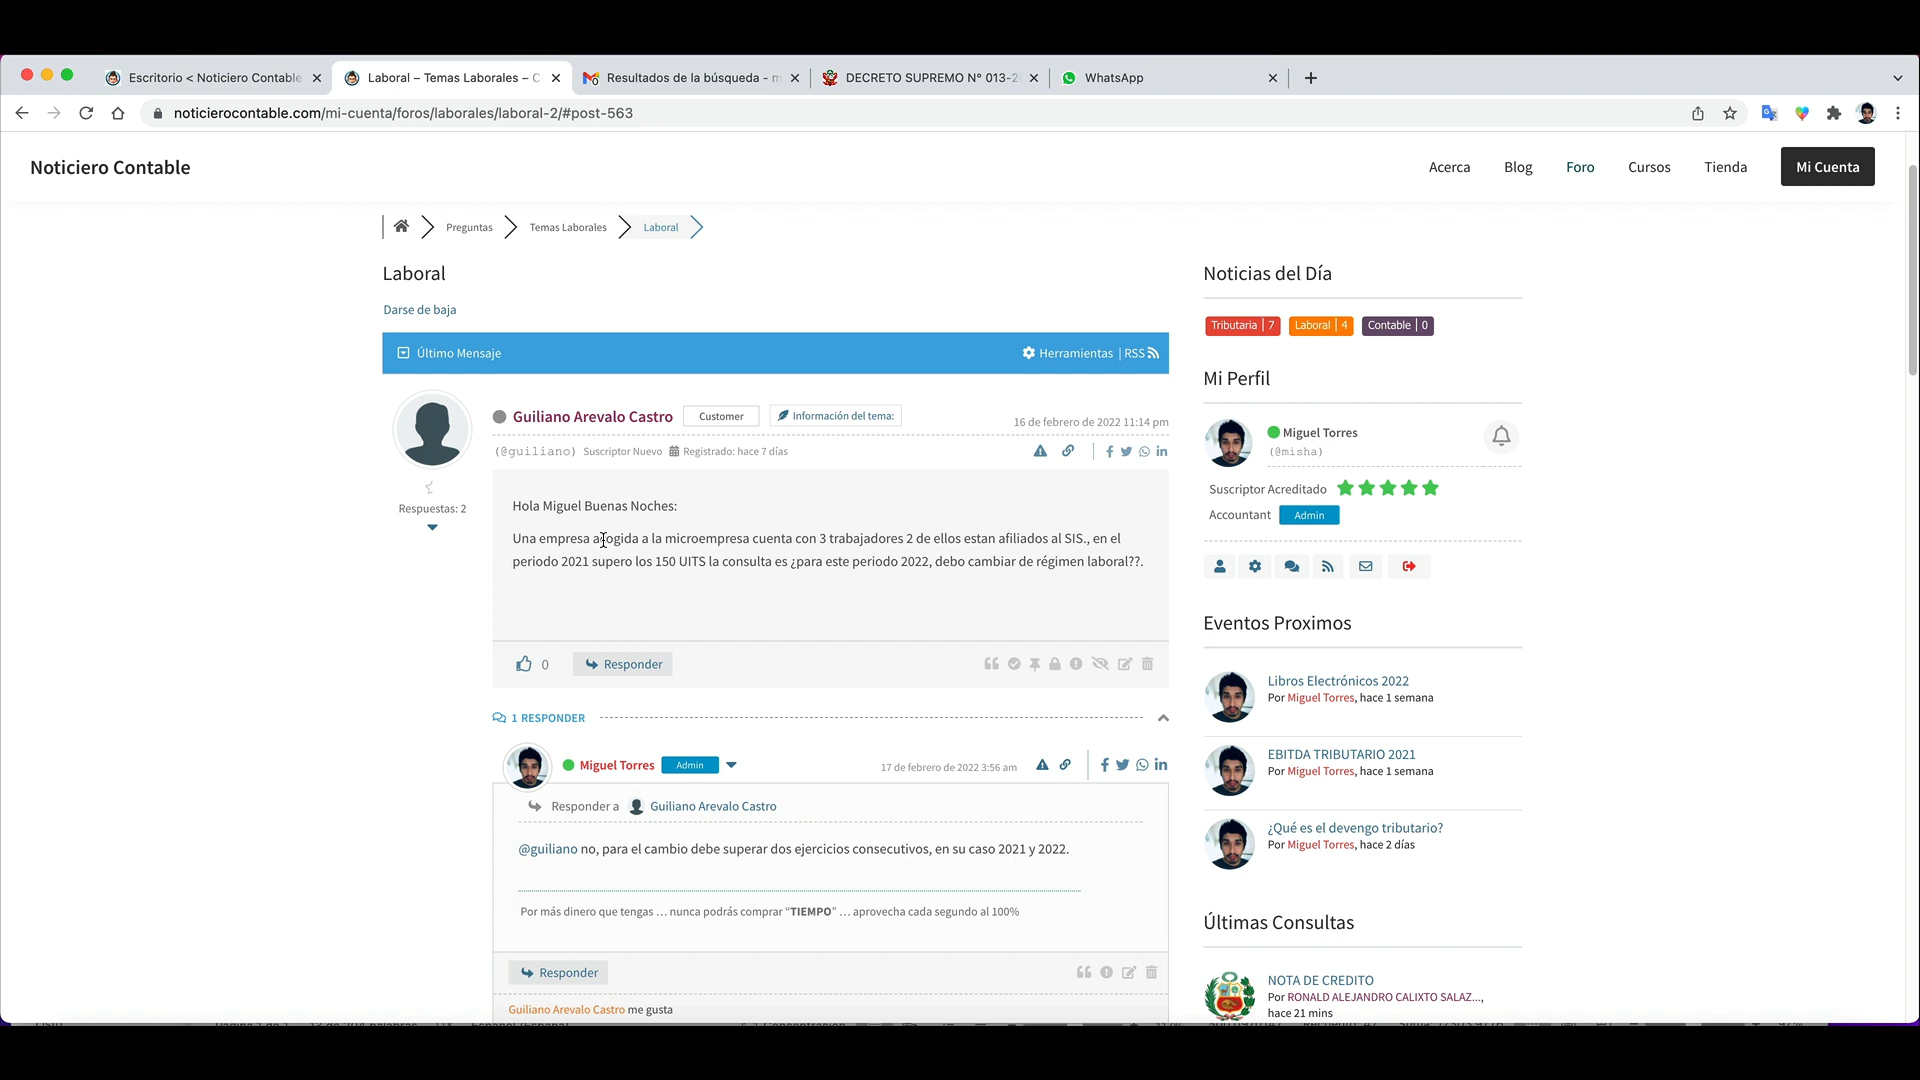 Escritorio < Noticiero Contable
Laboral – Temas Laborales – C
Resultados de la búsqueda - m
DECRETO SUPREMO Nº 013-2
WhatsApp
noticierocontable.com/mi-cuenta/foros/laborales/laboral-2/#post-563
Noticiero Contable
Acerca
Blog
Foro
Cursos
Tienda
Mi Cuenta
Preguntas
Temas Laborales
Laboral
Laboral
Darse de baja
Último Mensaje
Herramientas | RSS
Guiliano Arevalo Castro
Customer
Información del tema:
16 de febrero de 2022 11:14 pm
(@guiliano) Suscriptor Nuevo Registrado: hace 7 días
Respuestas: 2
Hola Miguel Buenas Noches:
Una empresa acogida a la microempresa cuenta con 3 trabajadores 2 de ellos estan afiliados al SIS., en el
periodo 2021 supero los 150 UITS la consulta es ¿para este periodo 2022, debo cambiar de régimen laboral??.
0
Responder
1 RESPONDER
Miguel Torres
Admin
17 de febrero de 2022 3:56 am
Responder a Guiliano Arevalo Castro
@guiliano no, para el cambio debe superar dos ejercicios consecutivos, en su caso 2021 y 2022.
Por más dinero que tengas … nunca podrás comprar “TIEMPO” … aprovecha cada segundo al 100%
Responder
Guiliano Arevalo Castro me gusta
Noticias del Día
Tributaria | 7
Laboral | 4
Contable | 0
Mi Perfil
Miguel Torres
(@misha)
Suscriptor Acreditado
Accountant
Admin
Eventos Proximos
Libros Electrónicos 2022
Por Miguel Torres, hace 1 semana
EBITDA TRIBUTARIO 2021
Por Miguel Torres, hace 1 semana
¿Qué es el devengo tributario?
Por Miguel Torres, hace 2 días
Últimas Consultas
NOTA DE CREDITO
Por RONALD ALEJANDRO CALIXTO SALAZ...,
hace 21 mins